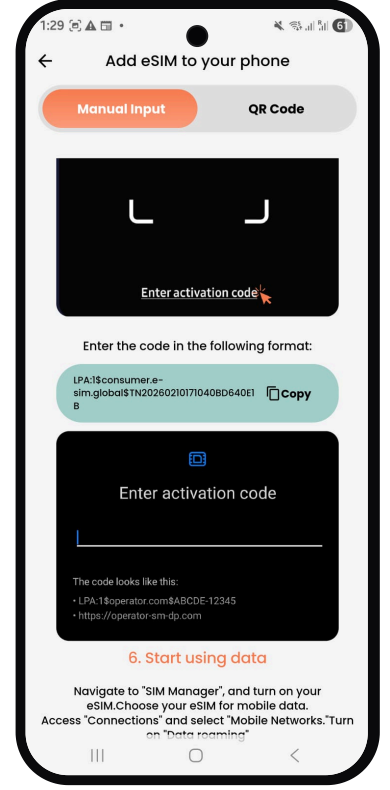 1:29
61
Add eSIM to your phone
Manual Input
QR Code
Enter activation code
Enter the code in the following format:
LPA:1$consumer.e-
sim.global$TN20260210171040BD640E1
B
Copy
Enter activation code
The code looks like this:
• LPA:1$operator.com$ABCDE-12345
• https://operator-sm-dp.com
6. Start using data
Navigate to "SIM Manager", and turn on your
eSIM.Choose your eSIM for mobile data.
Access "Connections" and select "Mobile Networks."Turn
on "Data roaming"